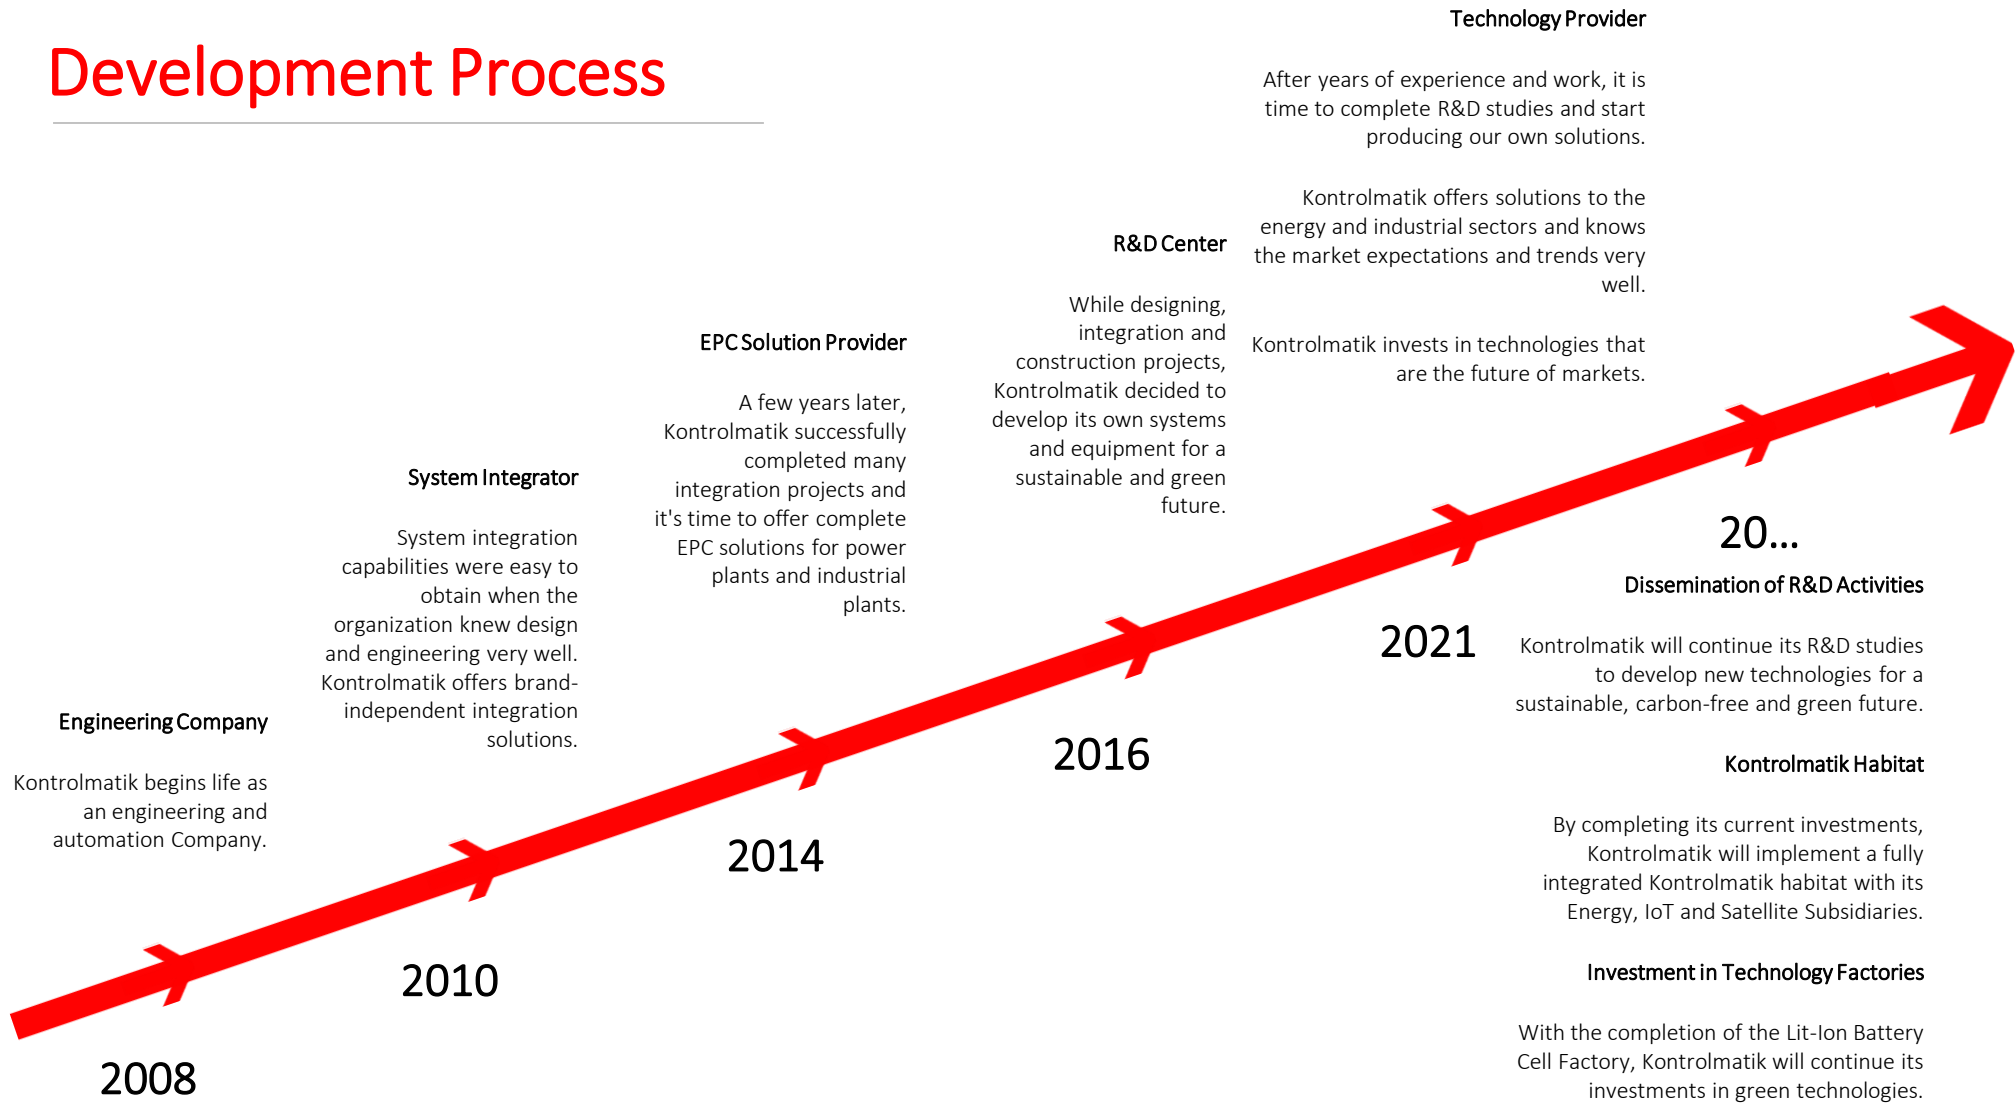 Development Process
Engineering Company
Kontrolmatik begins life as
an engineering and
automation Company.
2008
System Integrator
System integration
capabilities were easy to
obtain when the
organization knew design
and engineering very well.
Kontrolmatik offers brand-
independent integration
solutions.
2010
EPC Solution Provider
A few years later,
Kontrolmatik successfully
completed many
integration projects and
it's time to offer complete
EPC solutions for power
plants and industrial
plants.
2014
R&D Center
While designing,
integration and
construction projects,
Kontrolmatik decided to
develop its own systems
and equipment for a
sustainable and green
future.
2016
Technology Provider
After years of experience and work, it is
time to complete R&D studies and start
producing our own solutions.
Kontrolmatik offers solutions to the
energy and industrial sectors and knows
the market expectations and trends very
well.
Kontrolmatik invests in technologies that
are the future of markets.
2021
20...
Dissemination of R&D Activities
Kontrolmatik will continue its R&D studies
to develop new technologies for a
sustainable, carbon-free and green future.
Kontrolmatik Habitat
By completing its current investments,
Kontrolmatik will implement a fully
integrated Kontrolmatik habitat with its
Energy, IoT and Satellite Subsidiaries.
Investment in Technology Factories
With the completion of the Lit-Ion Battery
Cell Factory, Kontrolmatik will continue its
investments in green technologies.